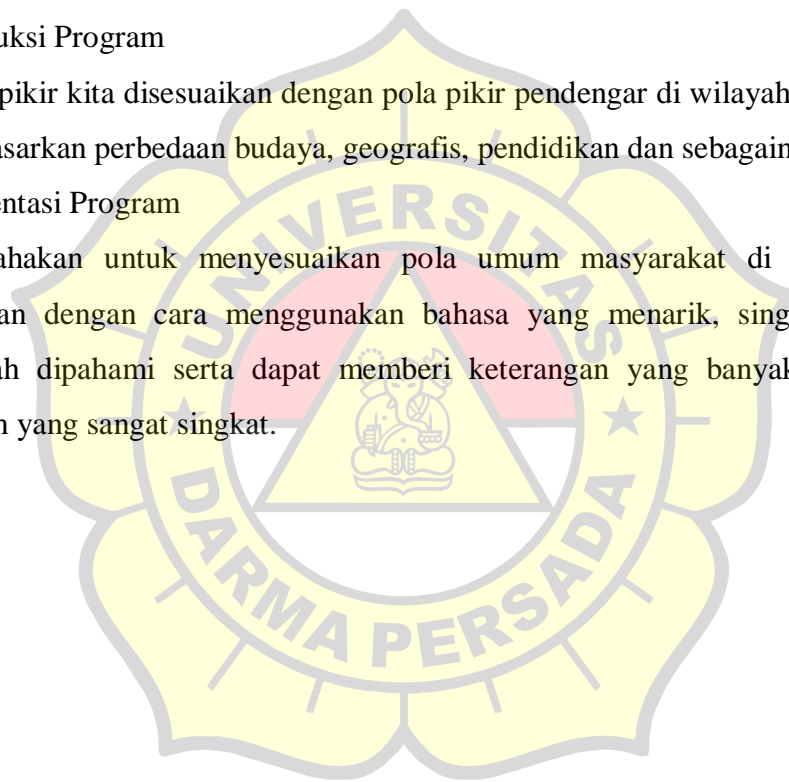 uksi Program
pikir kita disesuaikan dengan pola pikir pendengar di wilayah
asarkan perbedaan budaya, geografis, pendidikan dan sebagain
entasi Program
ahakan untuk menyesuaikan pola umum masyarakat di
an dengan cara menggunakan bahasa yang menarik, sing
ah dipahami serta dapat memberi keterangan yang banyak
n yang sangat singkat.
UNIVERSITAS
DARMA PERSADA